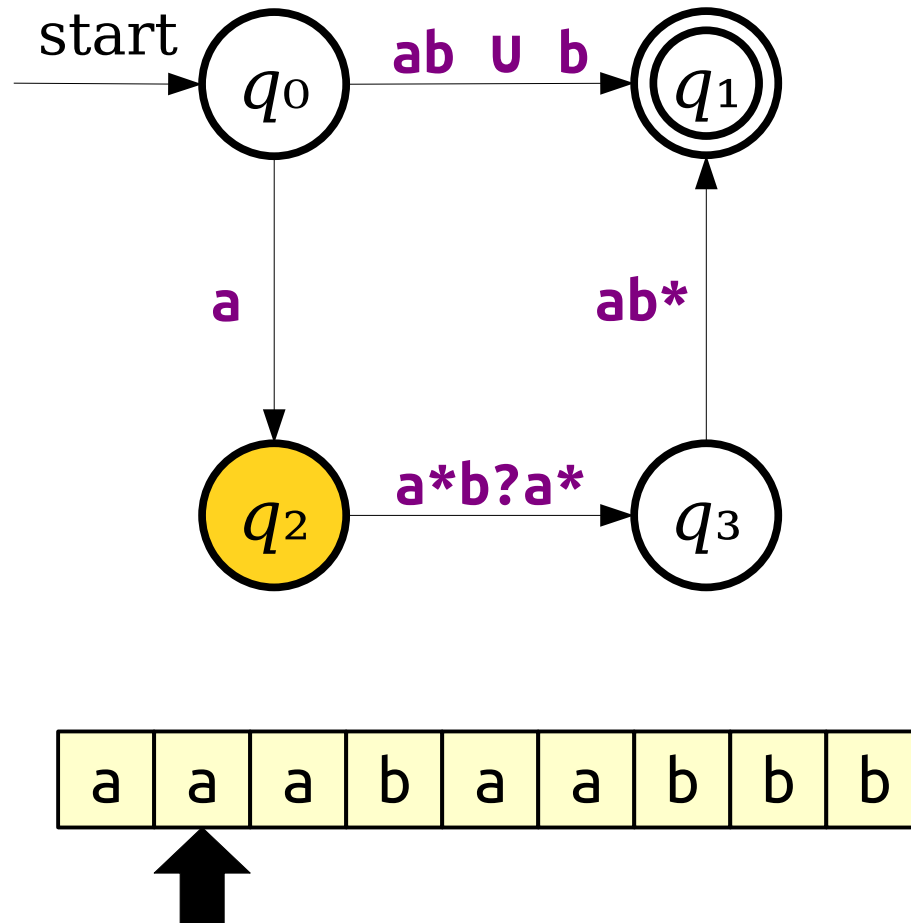 start
q₀
ab ∪ b
q₁
a
ab*
q₂
a*b?a*
q₃
a a a b a a b b b